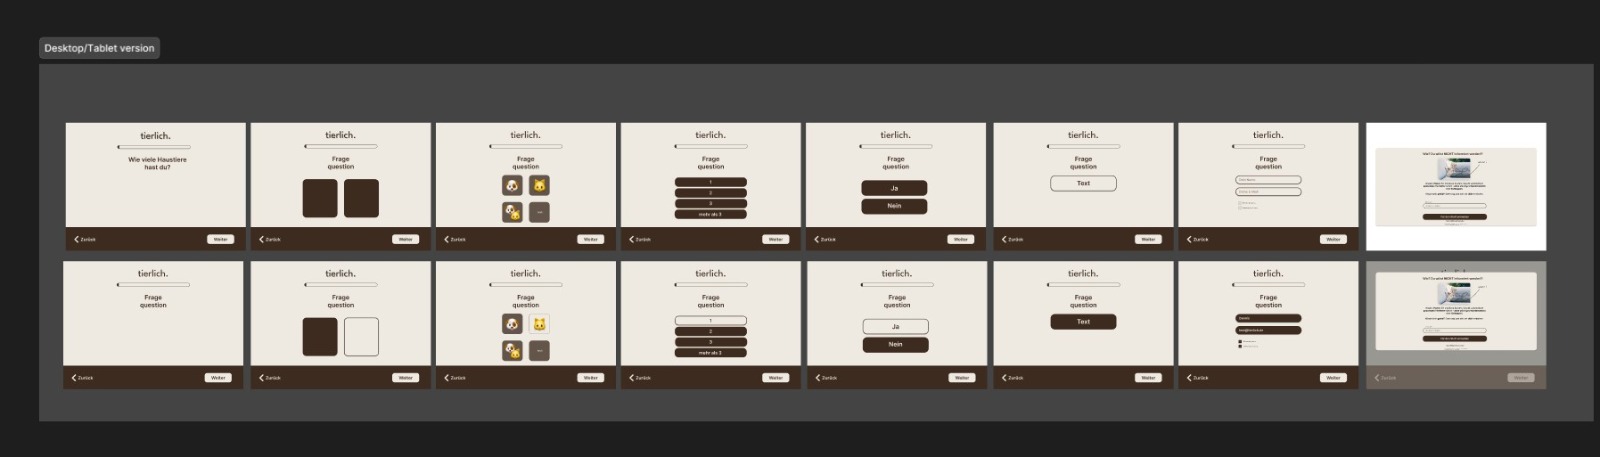 Desktop/Tablet version
tierlich.
Wie viele Haustiere
hast du?
Zurück
Weiter
tierlich.
Frage
question
Zurück
Weiter
tierlich.
Frage
question
Zurück
Weiter
tierlich.
Frage
question
1
2
3
mehr als 3
Zurück
Weiter
tierlich.
Frage
question
Ja
Nein
Zurück
Weiter
tierlich.
Frage
question
Text
Zurück
Weiter
tierlich.
Frage
question
Zurück
Weiter
tierlich.
Frage
question
Zurück
Weiter
tierlich.
Frage
question
Zurück
Weiter
tierlich.
Frage
question
Zurück
Weiter
tierlich.
Frage
question
1
2
3
mehr als 3
Zurück
Weiter
tierlich.
Frage
question
Ja
Nein
Zurück
Weiter
tierlich.
Frage
question
Text
Zurück
Weiter
tierlich.
Frage
question
Zurück
Weiter
Zurück
Weiter